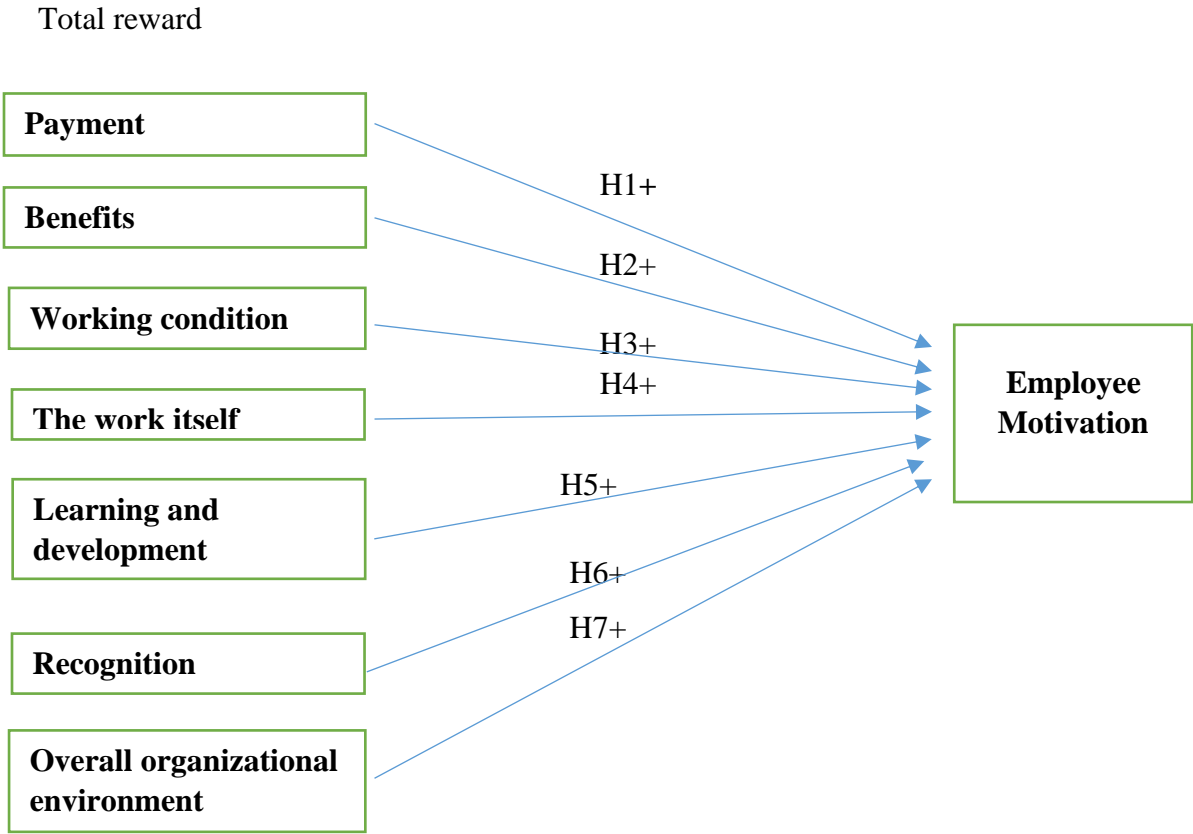 Total reward
Payment
H1+
Benefits
H2+
Working condition
H3+
H4+
Employee
Motivation
The work itself
H5+
Learning and
development
H6+
H7+
Recognition
Overall organizational
environment